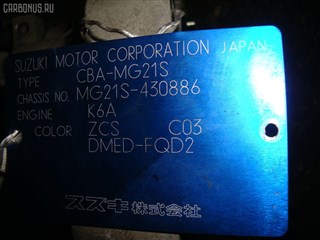 CARBONUS.RU
SUZUKI MOTOR CORPORATION JAPAN
TYPE CBA-MG21S
CHASSIS NO. MG21S-430886
ENGINE K6A
COLOR ZCS C03
DMED-FQD2
スズキ株式会社